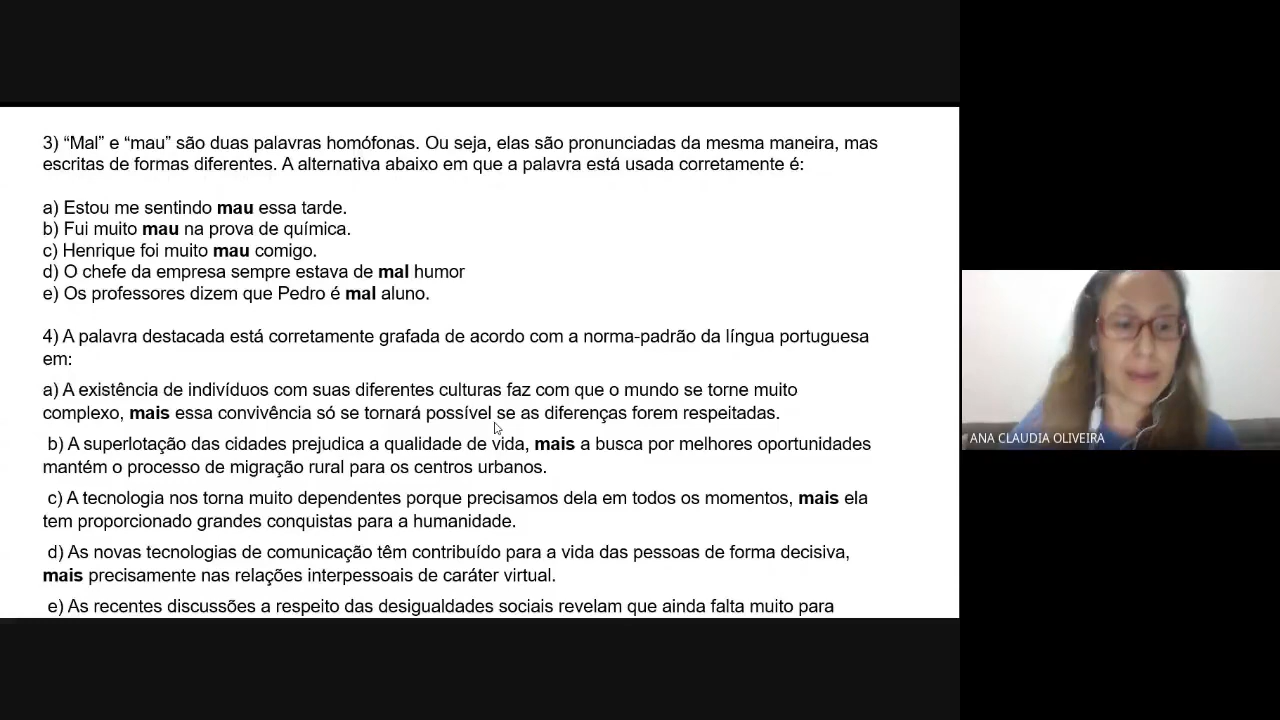 3) “Mal” e “mau” são duas palavras homófonas. Ou seja, elas são pronunciadas da mesma maneira, mas
escritas de formas diferentes. A alternativa abaixo em que a palavra está usada corretamente é:
a) Estou me sentindo mau essa tarde.
b) Fui muito mau na prova de química.
c) Henrique foi muito mau comigo.
d) O chefe da empresa sempre estava de mal humor
e) Os professores dizem que Pedro é mal aluno.
4) A palavra destacada está corretamente grafada de acordo com a norma-padrão da língua portuguesa
em:
a) A existência de indivíduos com suas diferentes culturas faz com que o mundo se torne muito
complexo, mais essa convivência só se tornará possível se as diferenças forem respeitadas.
b) A superlotação das cidades prejudica a qualidade de vida, mais a busca por melhores oportunidades
mantém o processo de migração rural para os centros urbanos.
c) A tecnologia nos torna muito dependentes porque precisamos dela em todos os momentos, mais ela
tem proporcionado grandes conquistas para a humanidade.
d) As novas tecnologias de comunicação têm contribuído para a vida das pessoas de forma decisiva,
mais precisamente nas relações interpessoais de caráter virtual.
e) As recentes discussões a respeito das desigualdades sociais revelam que ainda falta muito para
ANA CLAUDIA OLIVEIRA